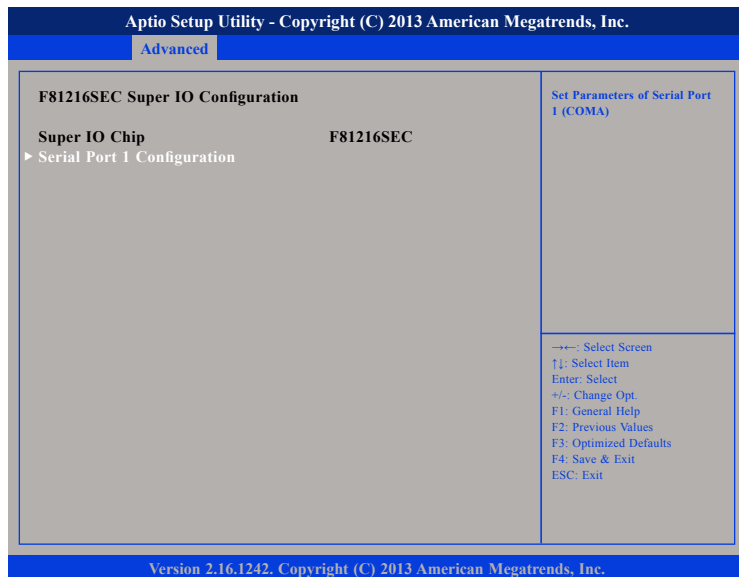 Aptio Setup Utility - Copyright (C) 2013 American Megatrends, Inc.
Advanced
F81216SEC Super IO Configuration
Super IO Chip F81216SEC
▶ Serial Port 1 Configuration
Set Parameters of Serial Port
1 (COMA)
→←: Select Screen
↑↓: Select Item
Enter: Select
+/-: Change Opt.
F1: General Help
F2: Previous Values
F3: Optimized Defaults
F4: Save & Exit
ESC: Exit
Version 2.16.1242. Copyright (C) 2013 American Megatrends, Inc.